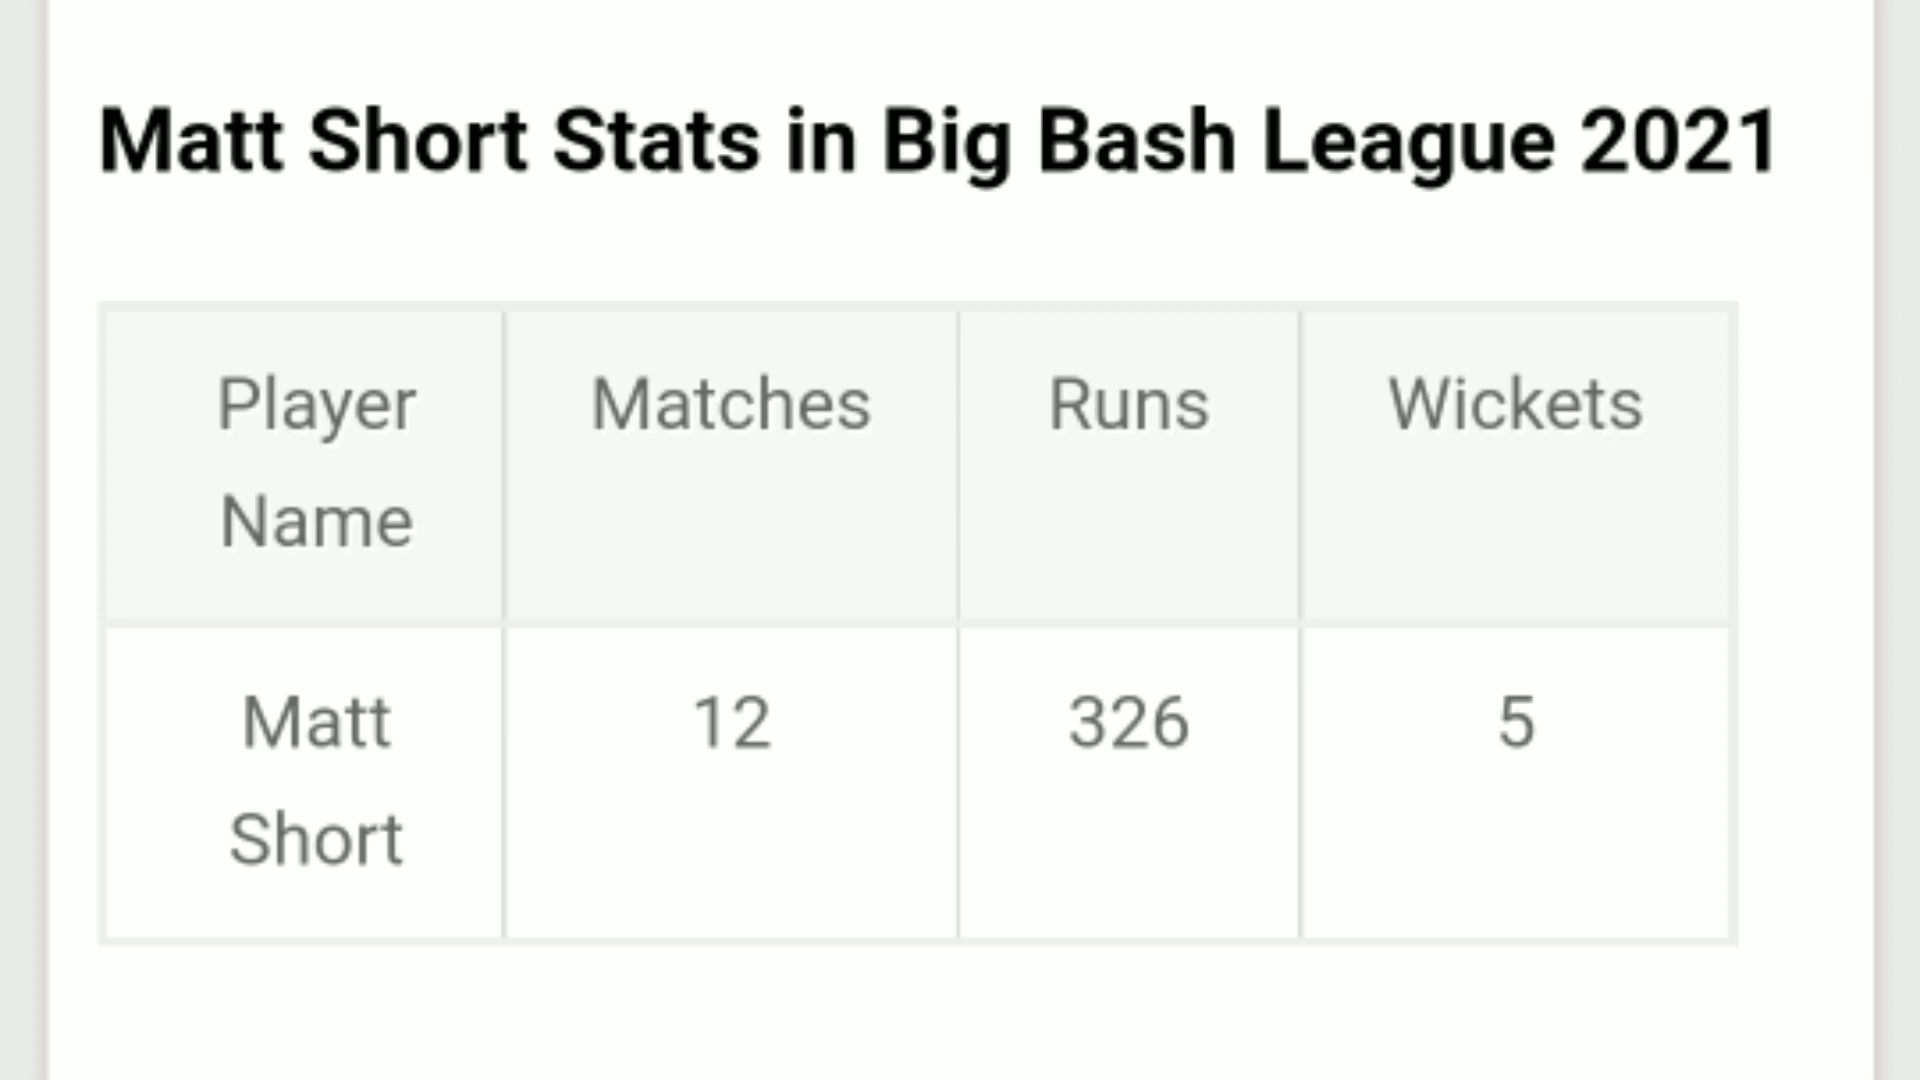 Matt Short Stats in Big Bash League 2021
Player Name Matches Runs Wickets
Matt Short 12 326 5